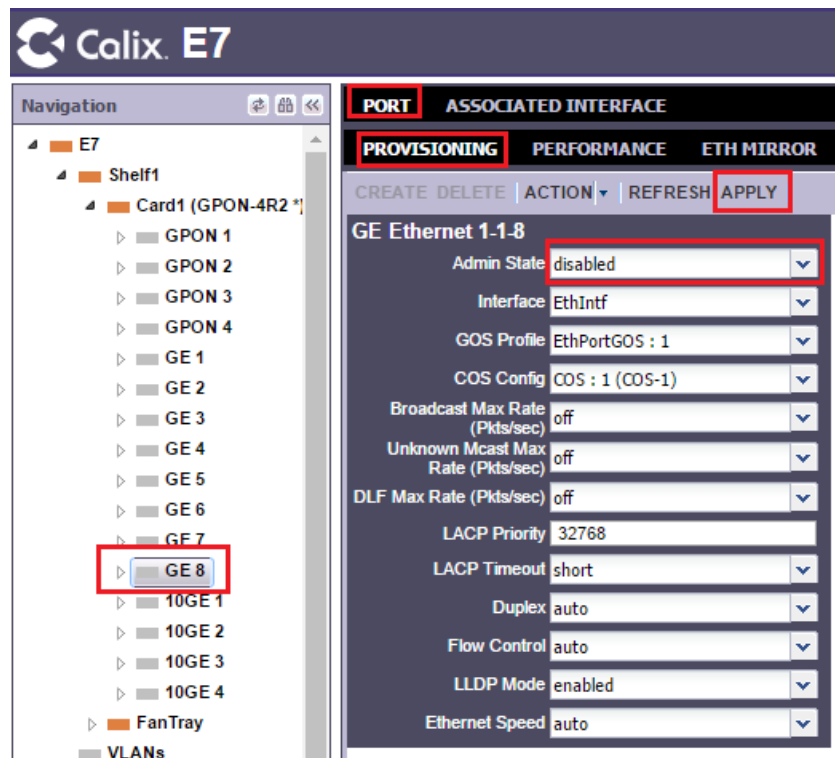 Calix. E7
Navigation
E7
Shelf1
Card1 (GPON-4R2 *)
GPON 1
GPON 2
GPON 3
GPON 4
GE 1
GE 2
GE 3
GE 4
GE 5
GE 6
GE 7
GE 8
10GE 1
10GE 2
10GE 3
10GE 4
FanTray
VLANs
PORT ASSOCIATED INTERFACE
PROVISIONING PERFORMANCE ETH MIRROR
CREATE DELETE ACTION REFRESH APPLY
GE Ethernet 1-1-8
Admin State disabled
Interface EthIntf
GOS Profile EthPortGOS : 1
COS Config COS : 1 (COS-1)
Broadcast Max Rate
(Pkts/sec) off
Unknown Mcast Max
Rate (Pkts/sec) off
DLF Max Rate (Pkts/sec) off
LACP Priority 32768
LACP Timeout short
Duplex auto
Flow Control auto
LLDP Mode enabled
Ethernet Speed auto